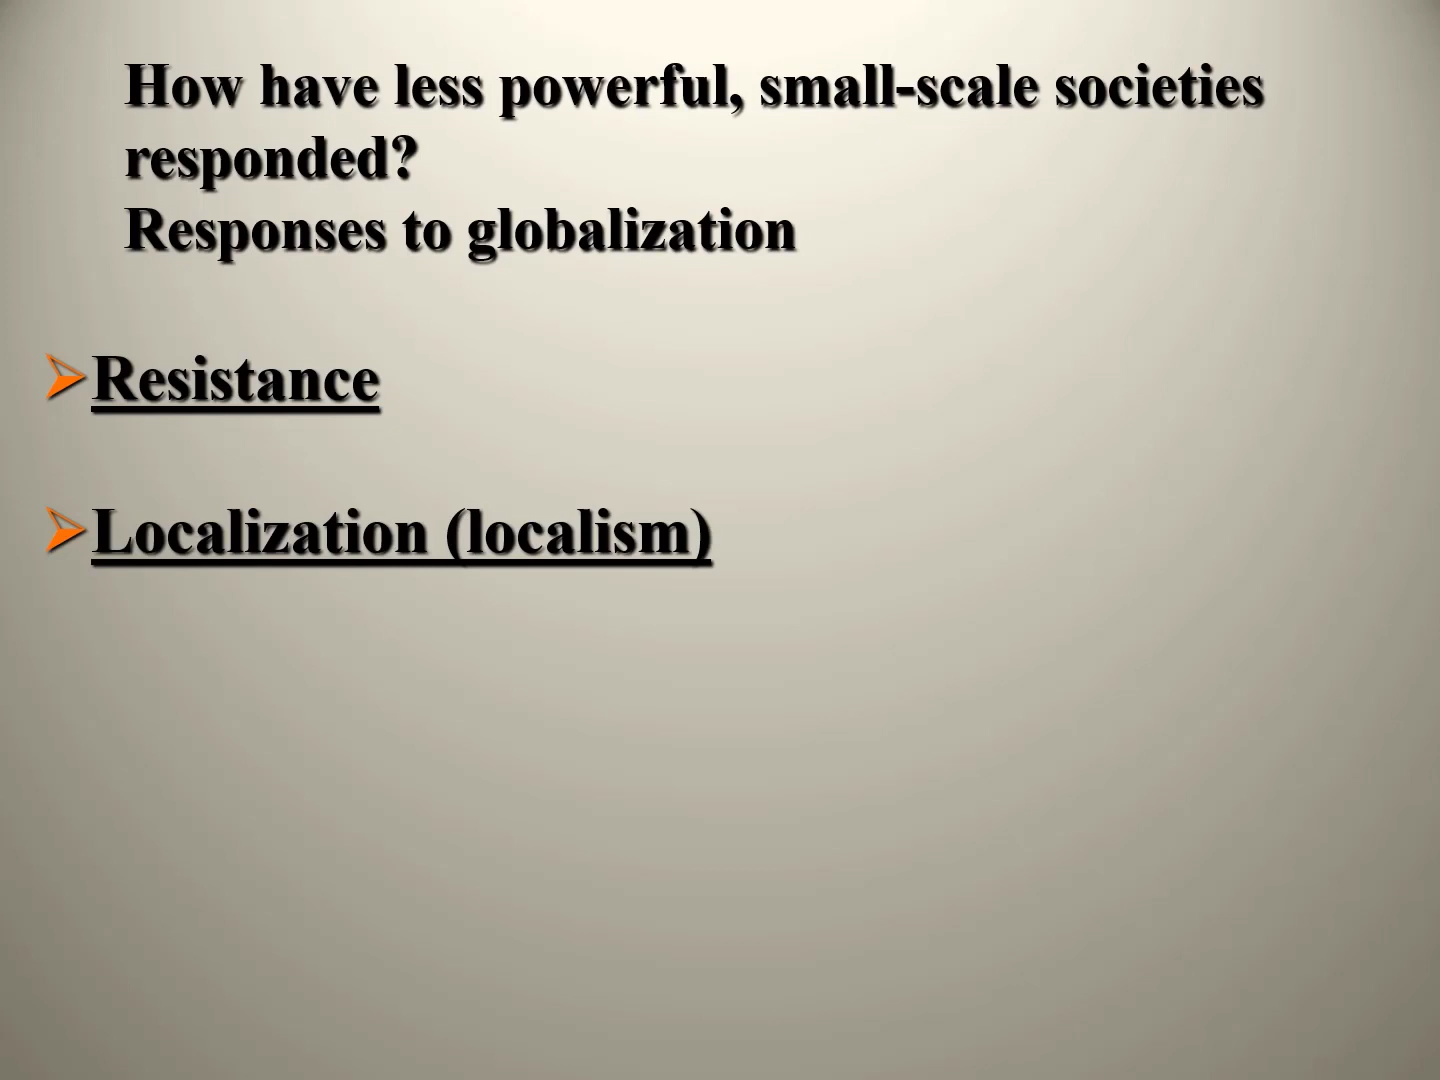 How have less powerful, small-scale societies
responded?
Responses to globalization
Resistance
Localization (localism)